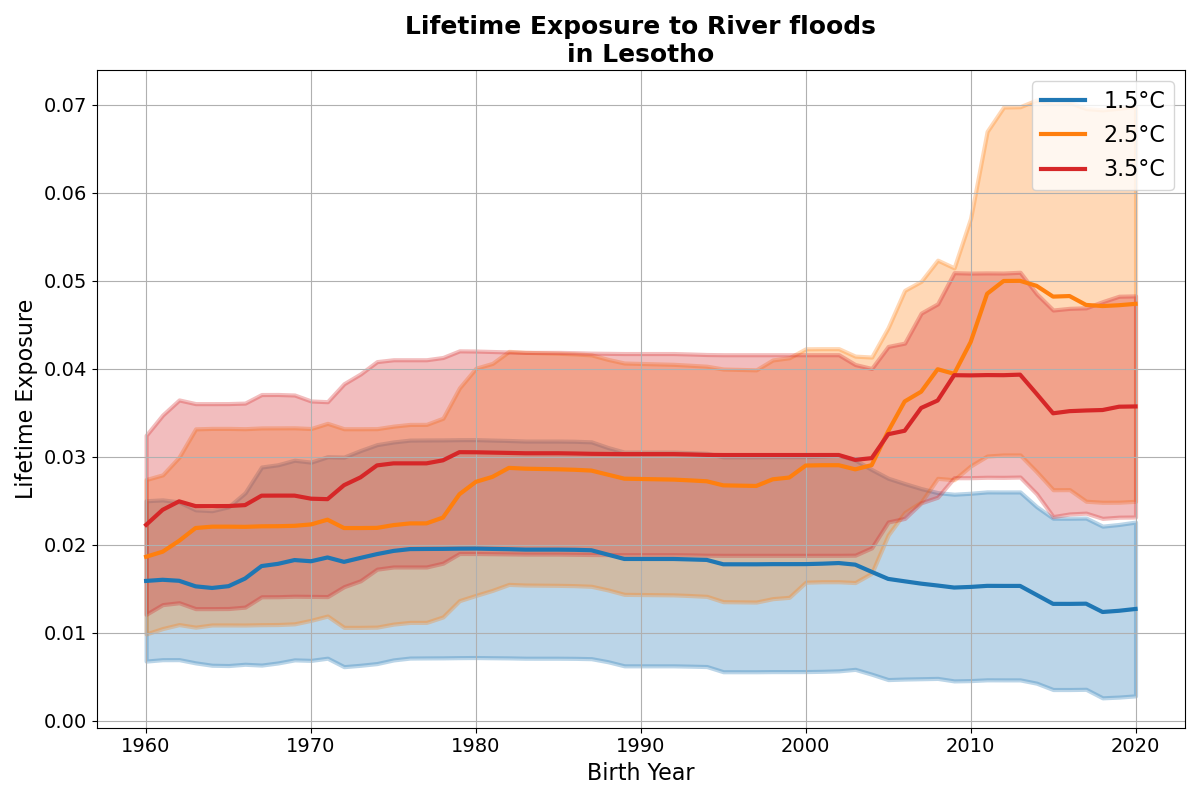 Lifetime Exposure to River floods
in Lesotho
1.5°C
2.5°C
3.5°C
Lifetime Exposure
0.07
0.06
0.05
0.04
0.03
0.02
0.01
0.00
1960 1970 1980 1990 2000 2010 2020
Birth Year